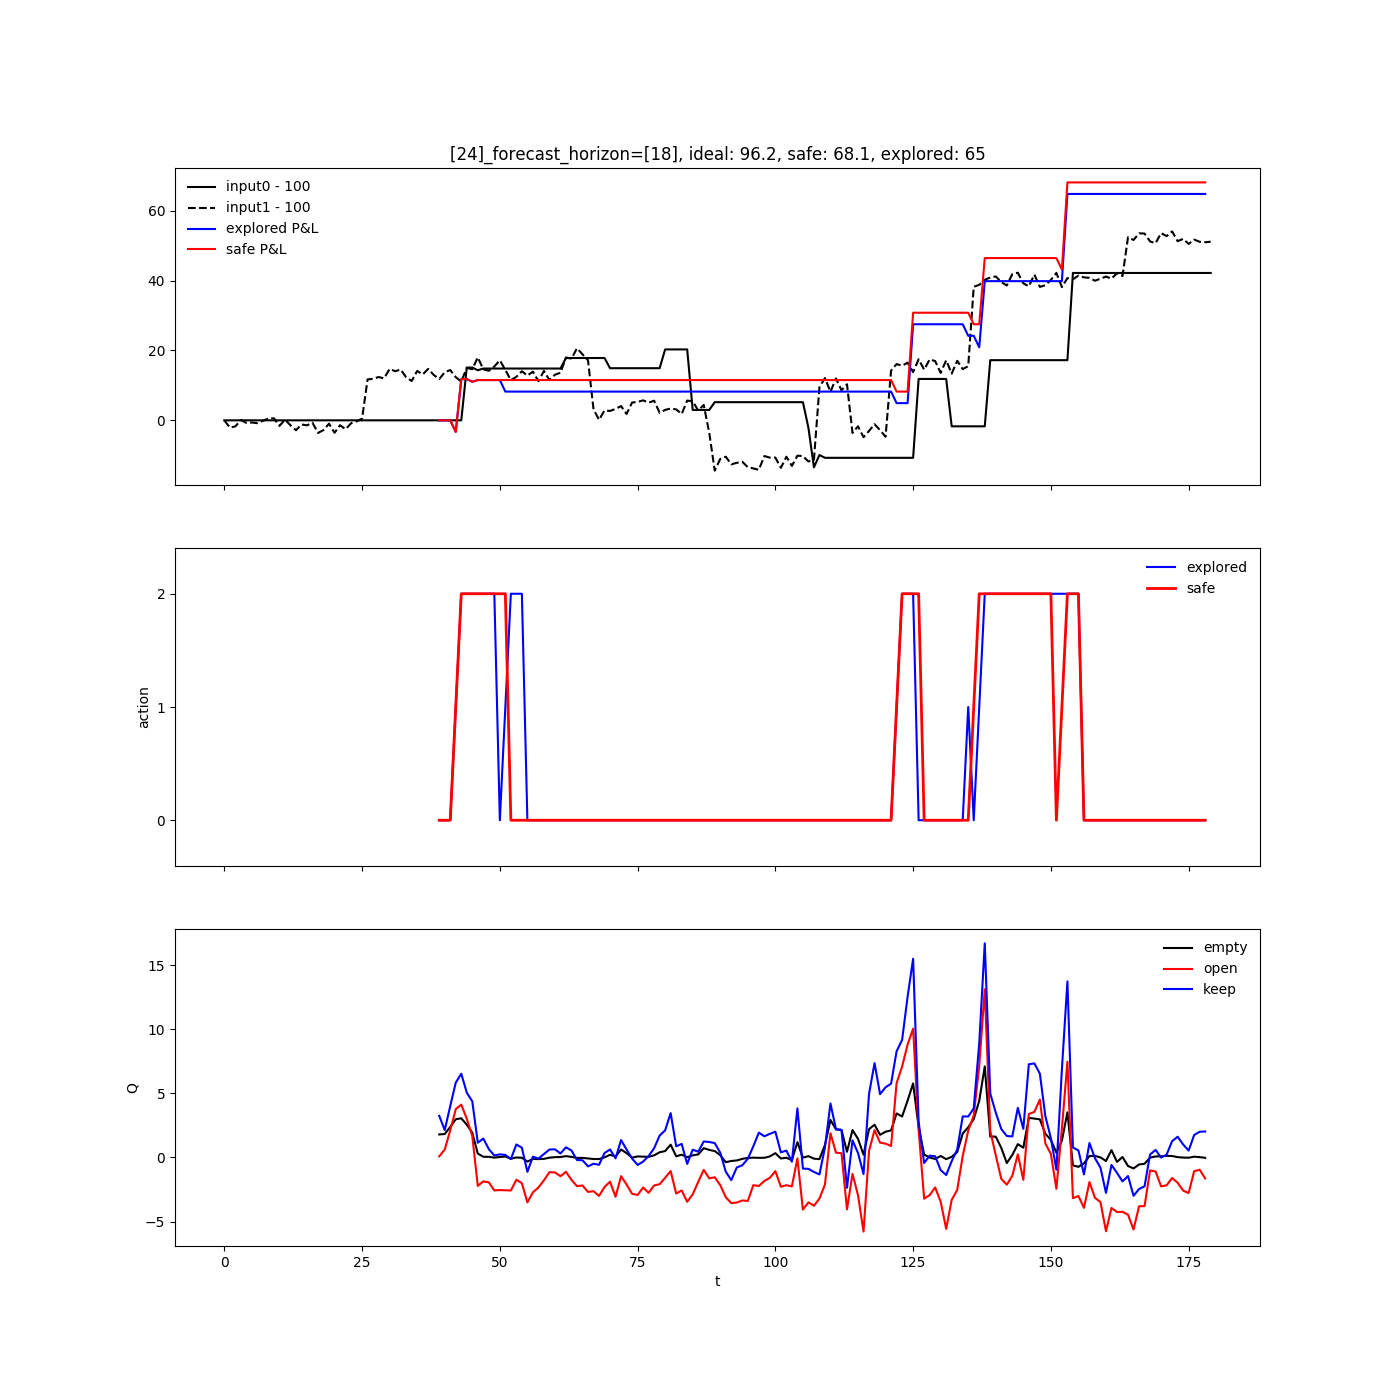 [24]_forecast_horizon=[18], ideal: 96.2, safe: 68.1, explored: 65
input0 - 100
input1 - 100
explored P&L
safe P&L
60
40
20
0
explored
safe
2
1
0
action
empty
open
keep
15
10
5
0
−5
Q
0 25 50 75 100 125 150 175
t